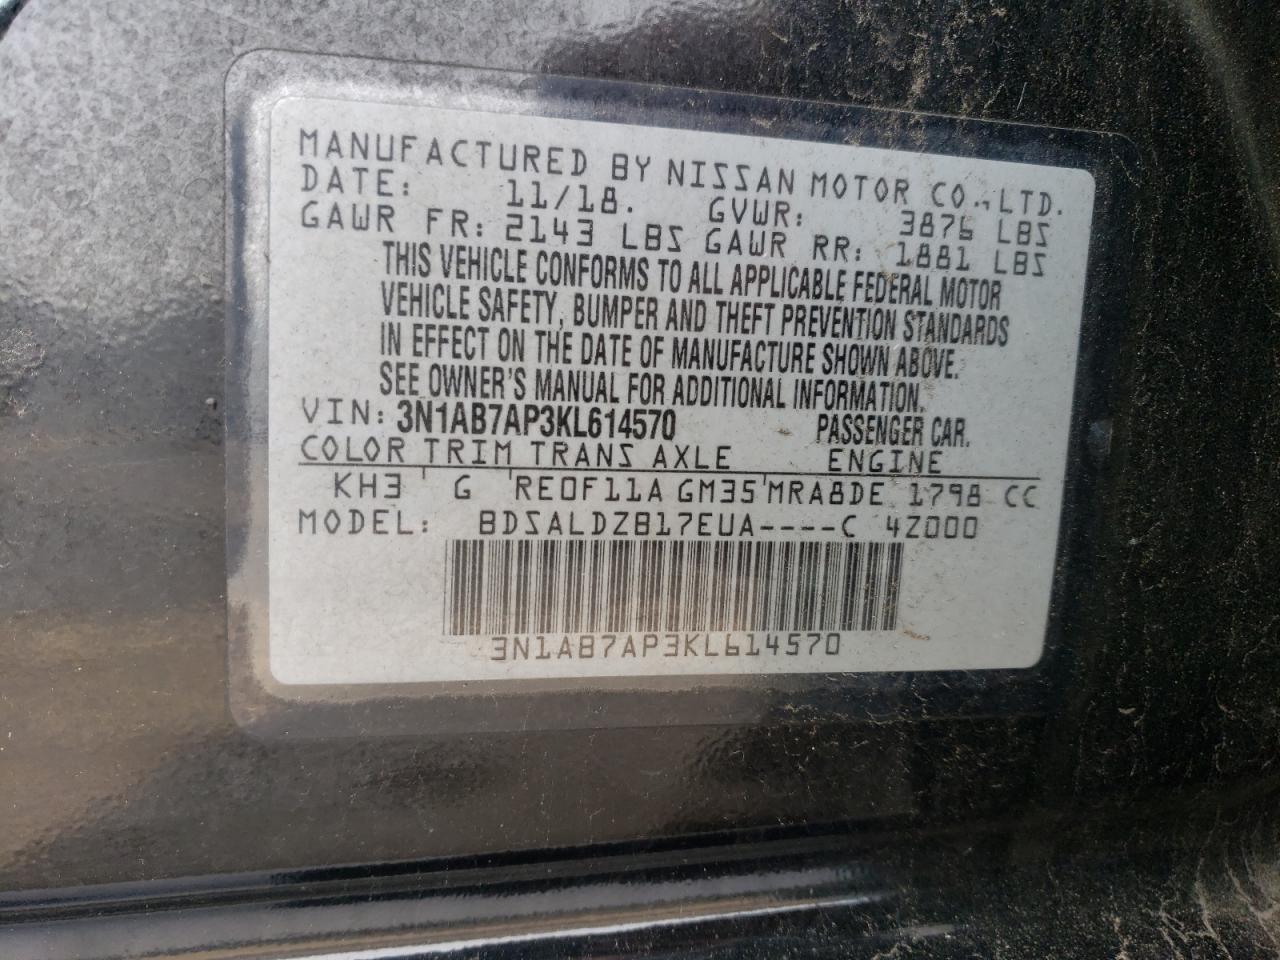 MANUFACTURED BY NISSAN MOTOR CO.,LTD.
DATE: 11/18. GVWR: 3876 LBS
GAWR FR: 2143 LBS GAWR RR: 1881 LBS
THIS VEHICLE CONFORMS TO ALL APPLICABLE FEDERAL MOTOR
VEHICLE SAFETY, BUMPER AND THEFT PREVENTION STANDARDS
IN EFFECT ON THE DATE OF MANUFACTURE SHOWN ABOVE.
SEE OWNER'S MANUAL FOR ADDITIONAL INFORMATION.
VIN: 3N1AB7AP3KL614570 PASSENGER CAR.
COLOR TRIM TRANS AXLE ENGINE
KH3 G RE0F11A GM35 MRA8DE 1798 CC
MODEL: BDSALDZB17EUA----C 4Z000
3N1AB7AP3KL614570